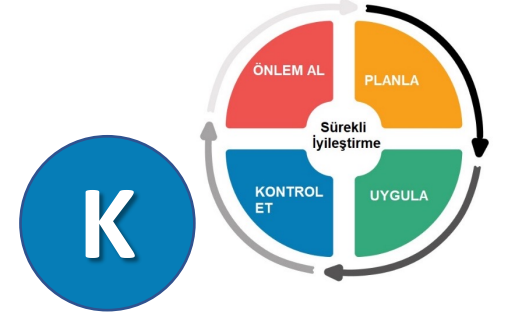 ÖNLEM AL
PLANLA
Sürekli
İyileştirme
KONTROL
ET
UYGULA
K